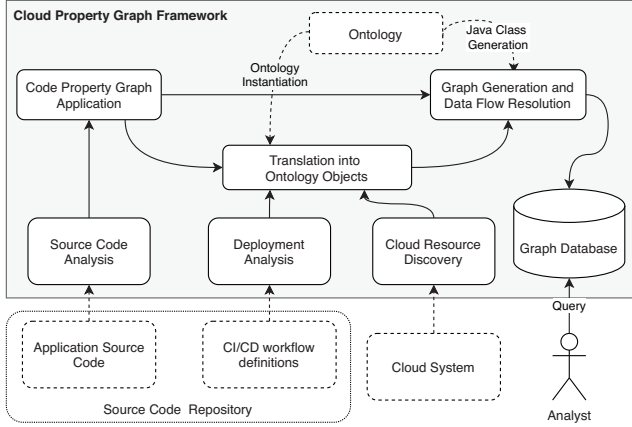 Cloud Property Graph Framework
Ontology
Java Class
Generation
Ontology
Instantiation
Code Property Graph
Application
Graph Generation and
Data Flow Resolution
Translation into
Ontology Objects
Source Code
Analysis
Deployment
Analysis
Cloud Resource
Discovery
Graph Database
Query
Application Source
Code
CI/CD workflow
definitions
Cloud System
Source Code Repository
Analyst